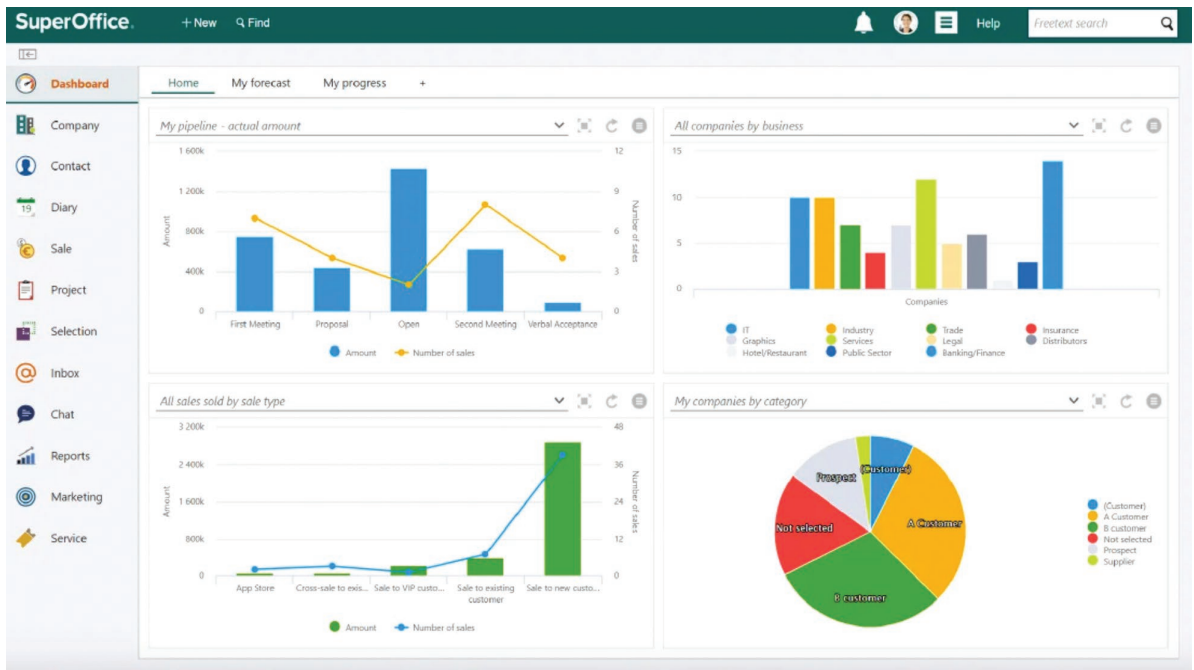 SuperOffice.
+ New
Find
Help
Freetext search
Dashboard
Company
Contact
19
Diary
Sale
Project
Selection
Inbox
Chat
Reports
Marketing
Service
Home
My forecast
My progress
+
My pipeline - actual amount
1 600k
1 200k
800k
400k
0
Amount
12
9
6
3
0
Number of sales
First Meeting
Proposal
Open
Second Meeting
Verbal Acceptance
Amount
Number of sales
All companies by business
15
10
5
0
Companies
IT
Industry
Trade
Insurance
Graphics
Services
Legal
Distributors
Hotel/Restaurant
Public Sector
Banking/Finance
All sales sold by sale type
3 200k
2 400k
1 600k
800k
0
Amount
48
36
24
12
0
Number of sales
App Store
Cross-sale to exis...
Sale to VIP custo...
Sale to existing
customer
Sale to new custo...
Amount
Number of sales
My companies by category
(Customer)
Prospect
A Customer
Not selected
B customer
(Customer)
A Customer
B customer
Not selected
Prospect
Supplier